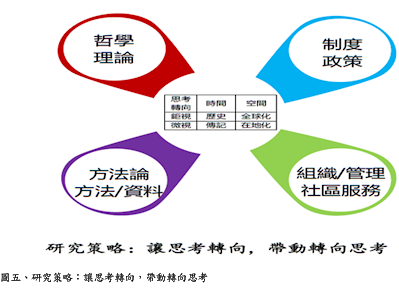 哲學
理論
制度
政策
思考
轉向
時間
空間
鉅視
歷史
全球化
微視
傳記
在地化
方法論
方法/資料
組織/管理
社區服務
研究策略：讓思考轉向，帶動轉向思考
圖五、研究策略：讓思考轉向，帶動轉向思考